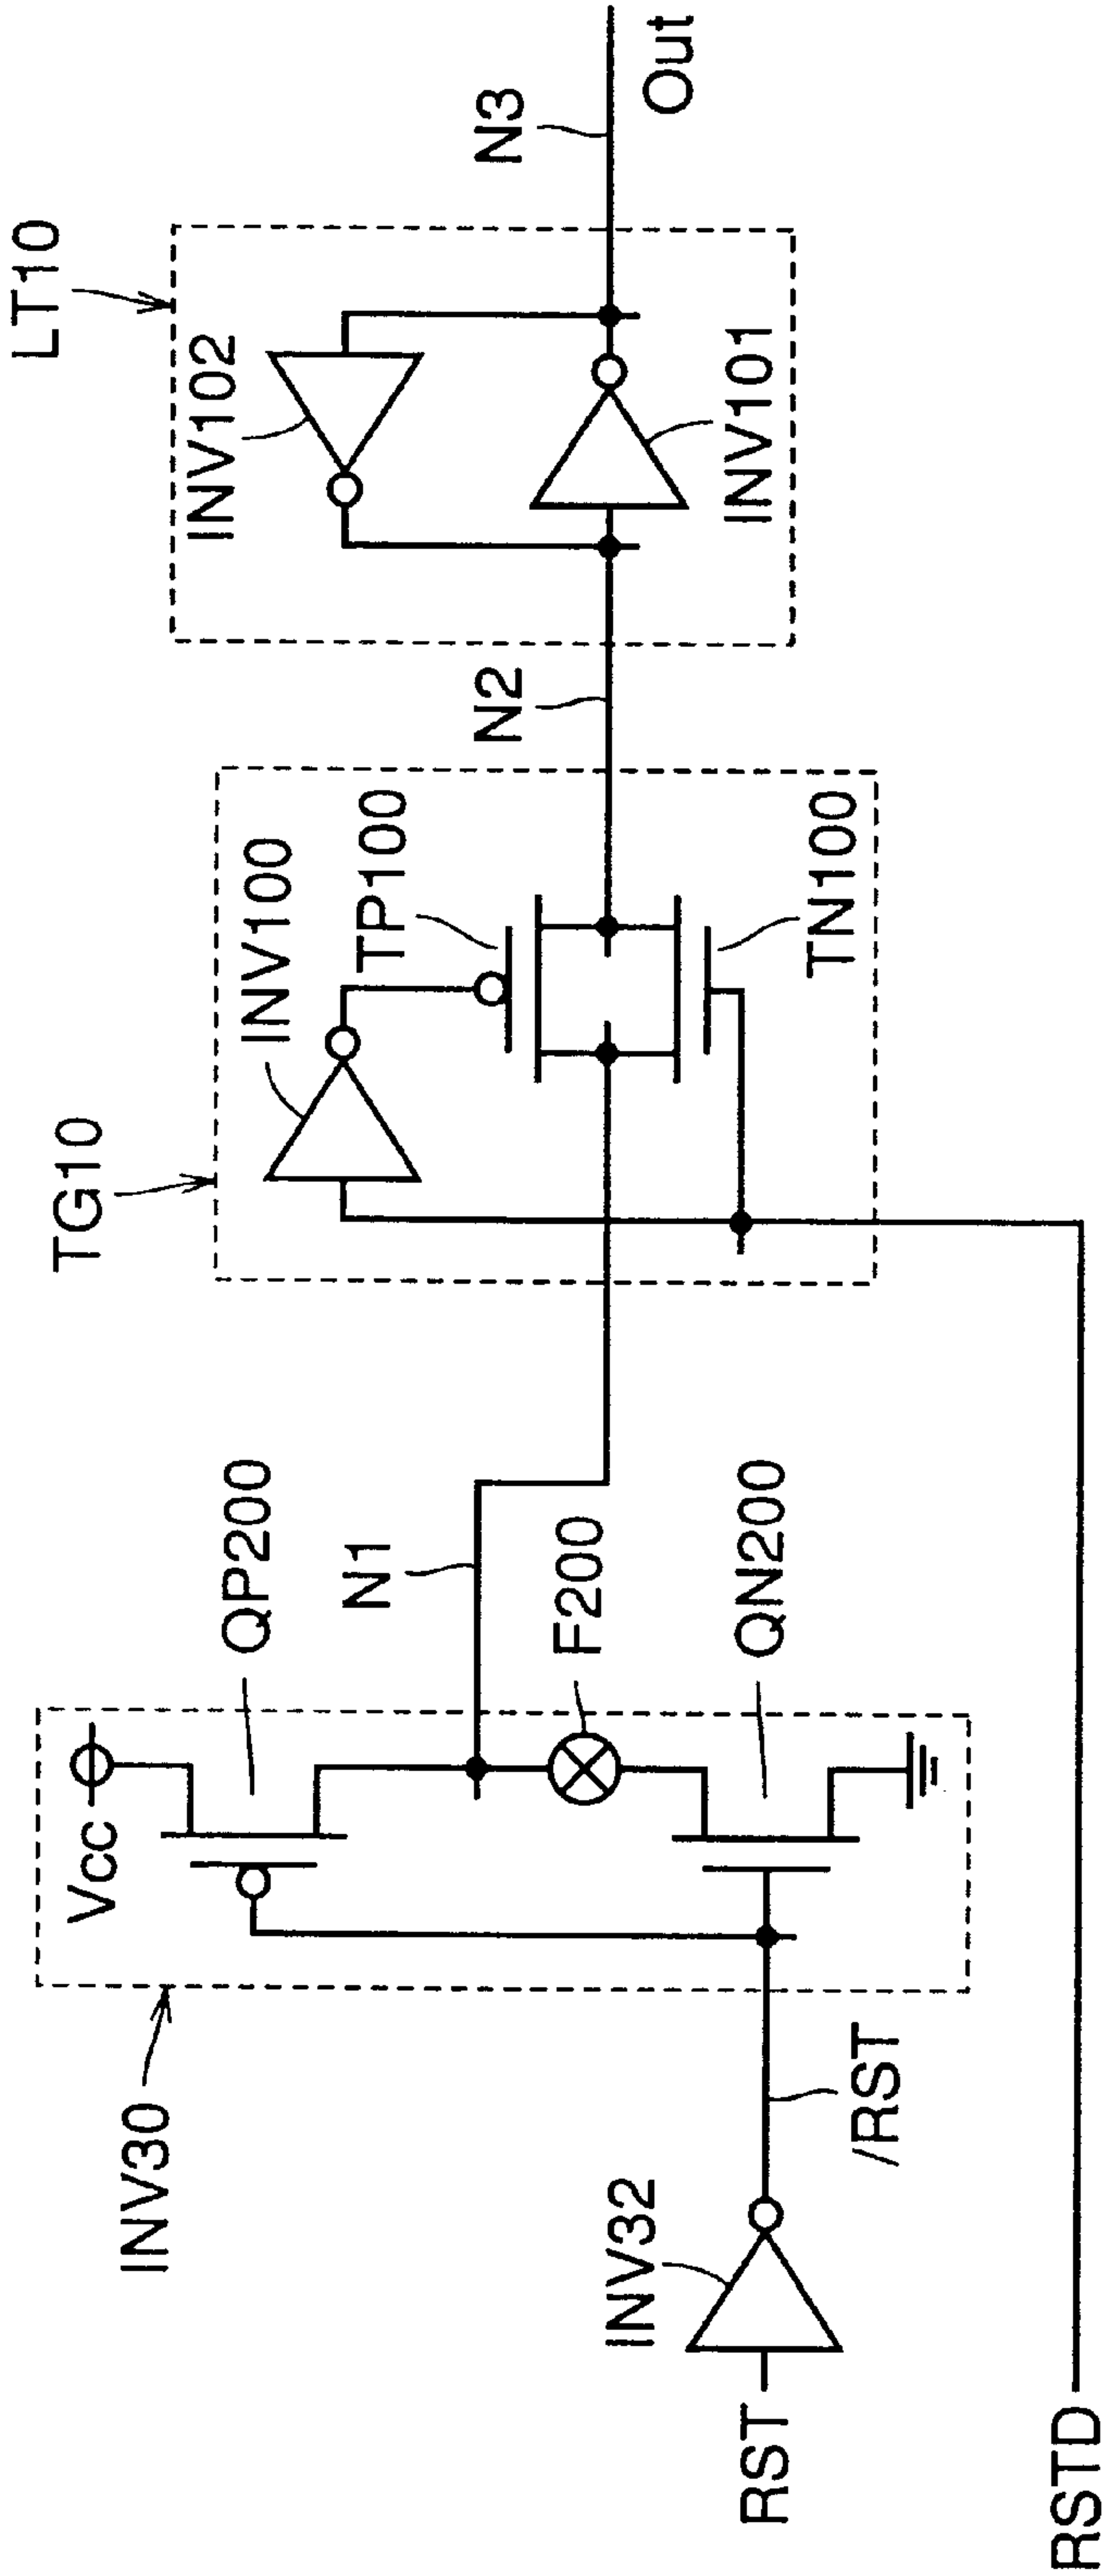 LT10
INV102
N3
Out
INV101
N2
TG10
INV100
TP100
TN100
N1
QP200
F200
QN200
Vcc
INV30
/RST
INV32
RST
RSTD